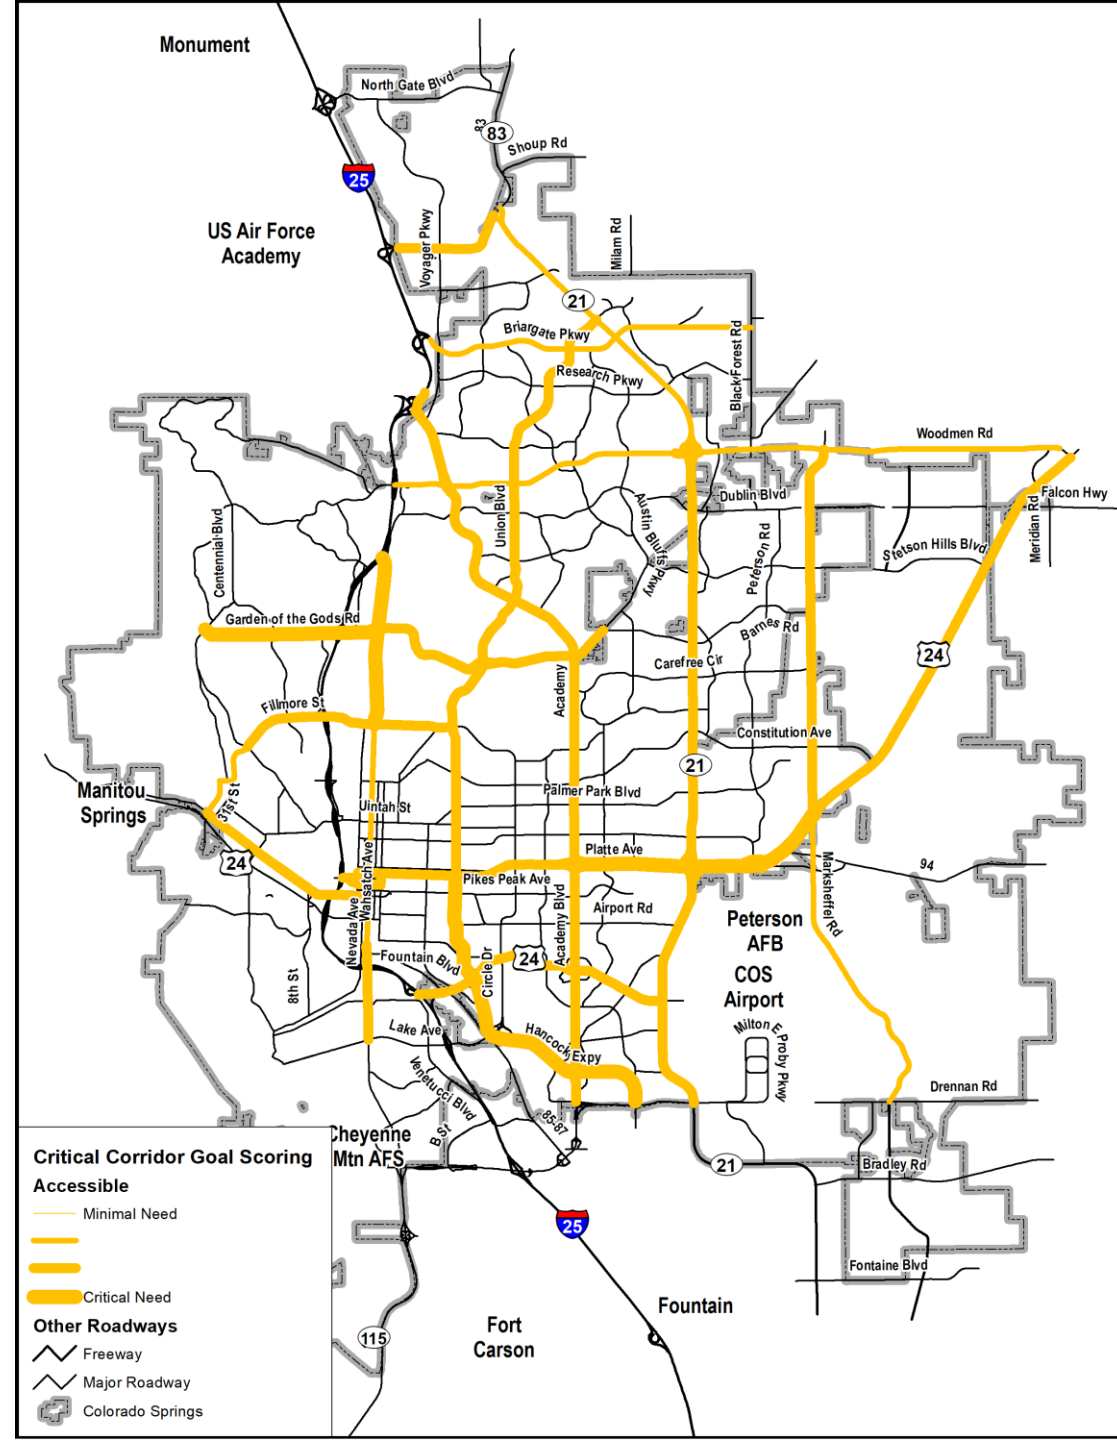 Monument
North Gate Blvd
83
83
Shoup Rd
25
US Air Force
Academy
Voyager Pkwy
Milam Rd
21
Briargate Pkwy
Black Forest Rd
Research Pkwy
Woodmen Rd
Union Blvd
Austin Bluffs Pkwy
Dublin Blvd
Falcon Hwy
Meridian Rd
Centennial Blvd
Peterson Rd
Stetson Hills Blvd
Garden of the Gods Rd
Barnes Rd
Carefree Cir
24
Academy
Fillmore St
Constitution Ave
21
Manitou
Springs
31st St
Palmer Park Blvd
Uintah St
Platte Ave
24
Wahsatch Ave
Pikes Peak Ave
Marksheffel Rd
94
Nevada Ave
Academy Blvd
Airport Rd
Peterson
AFB
Fountain Blvd
24
Circle Dr
COS
Airport
8th St
Lake Ave
Hancock Expy
Milton E Proby Pkwy
Venetucci Blvd
Drennan Rd
85-87
B St
Cheyenne
Mtn AFS
21
Bradley Rd
25
Fontaine Blvd
Fountain
Fort
Carson
115
Critical Corridor Goal Scoring
Accessible
Minimal Need
Critical Need
Other Roadways
Freeway
Major Roadway
Colorado Springs